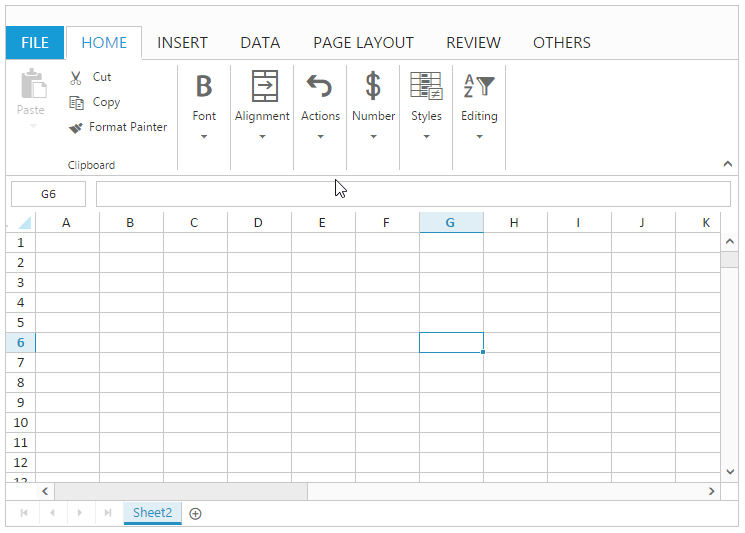 FILE HOME INSERT DATA PAGE LAYOUT REVIEW OTHERS
Paste
Cut
Copy
Format Painter
Clipboard
B
Font
Alignment
Actions
$
Number
Styles
A
Z
Editing
G6
A B C D E F G H I J K
1
2
3
4
5
6
7
8
9
10
11
12
13
Sheet2